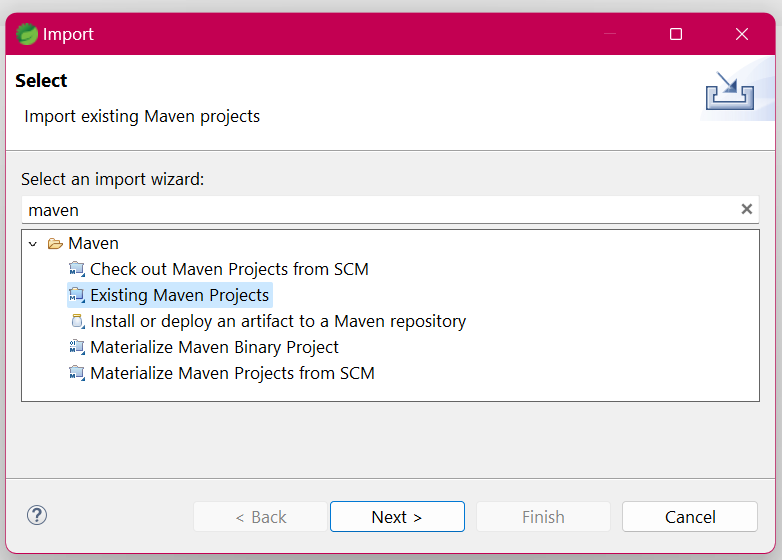 Import
Select
Import existing Maven projects
Select an import wizard:
maven
Maven
Check out Maven Projects from SCM
Existing Maven Projects
Install or deploy an artifact to a Maven repository
Materialize Maven Binary Project
Materialize Maven Projects from SCM
< Back Next > Finish Cancel